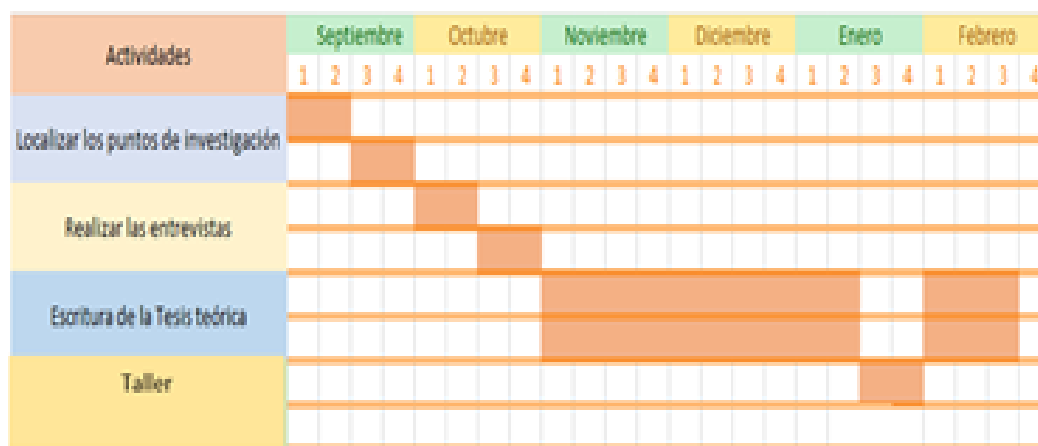 Actividades
Septiembre Octubre Noviembre Diciembre Enero Febrero
1 2 3 4 1 2 3 4 1 2 3 4 1 2 3 4 1 2 3 4 1 2 3 4
Localizar los puntos de investigación
Realizar las entrevistas
Escritura de la Tesis teórica
Taller